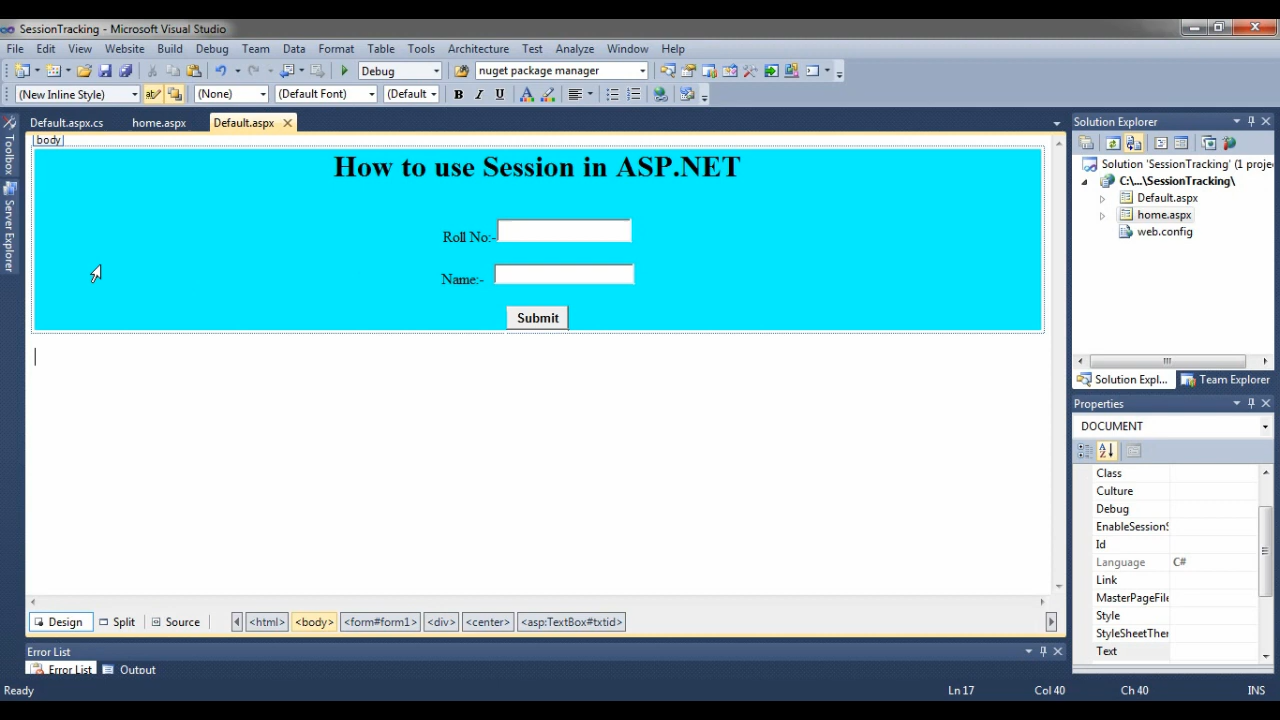 SessionTracking - Microsoft Visual Studio
File Edit View Website Build Debug Team Data Format Table Tools Architecture Test Analyze Window Help
Debug nuget package manager
(New Inline Style) (None) (Default Font) (Default B I U A
Default.aspx.cs home.aspx Default.aspx
body
Toolbox
Server Explorer
How to use Session in ASP.NET
Roll No:-
Name:-
Submit
Design Split Source <html> <body> <form#form1> <div> <center> <asp:TextBox#txtid>
Error List
Error List Output
Ready Ln 17 Col 40 Ch 40 INS
Solution Explorer
Solution 'SessionTracking' (1 proje
C:\...\SessionTracking\
Default.aspx
home.aspx
web.config
Solution Expl... Team Explorer
Properties
DOCUMENT
Class
Culture
Debug
EnableSessionS
Id
Language C#
Link
MasterPageFile
Style
StyleSheetTher
Text